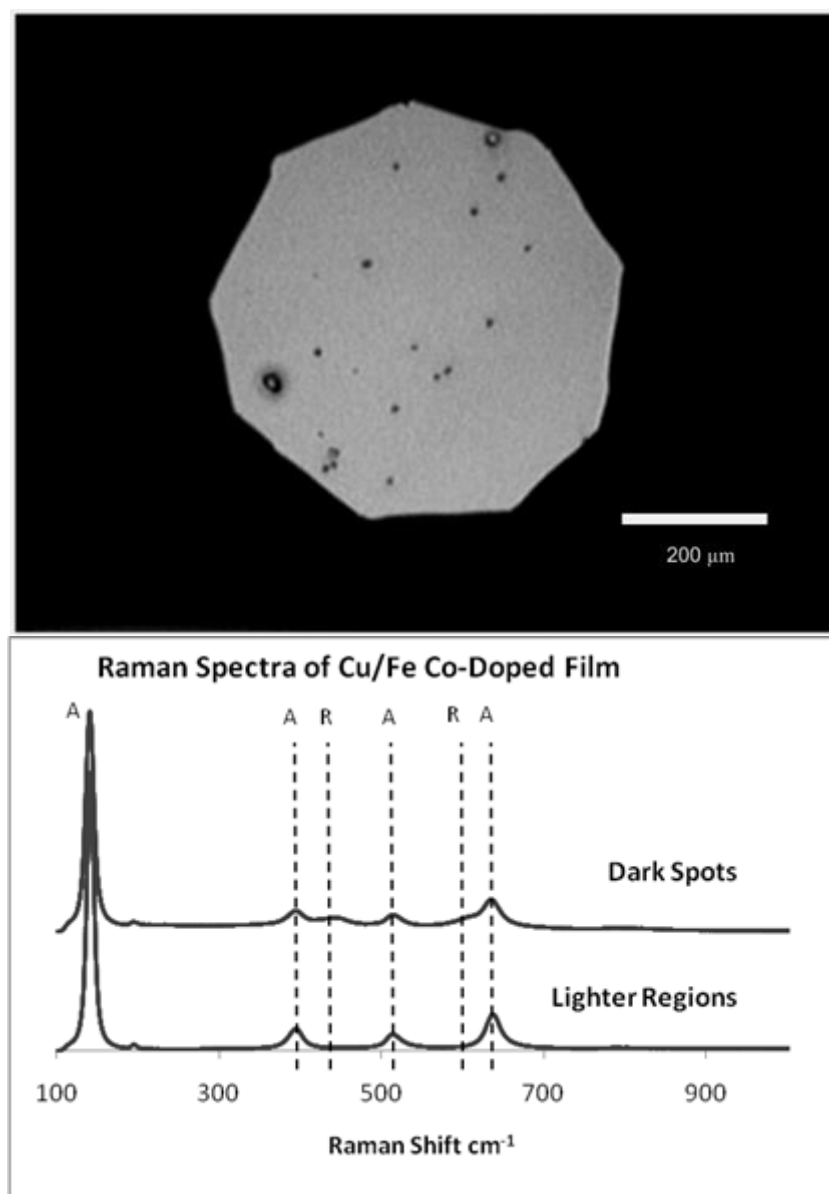 200 μm
Raman Spectra of Cu/Fe Co-Doped Film
A A R A R A
Dark Spots
Lighter Regions
100 300 500 700 900
Raman Shift cm⁻¹